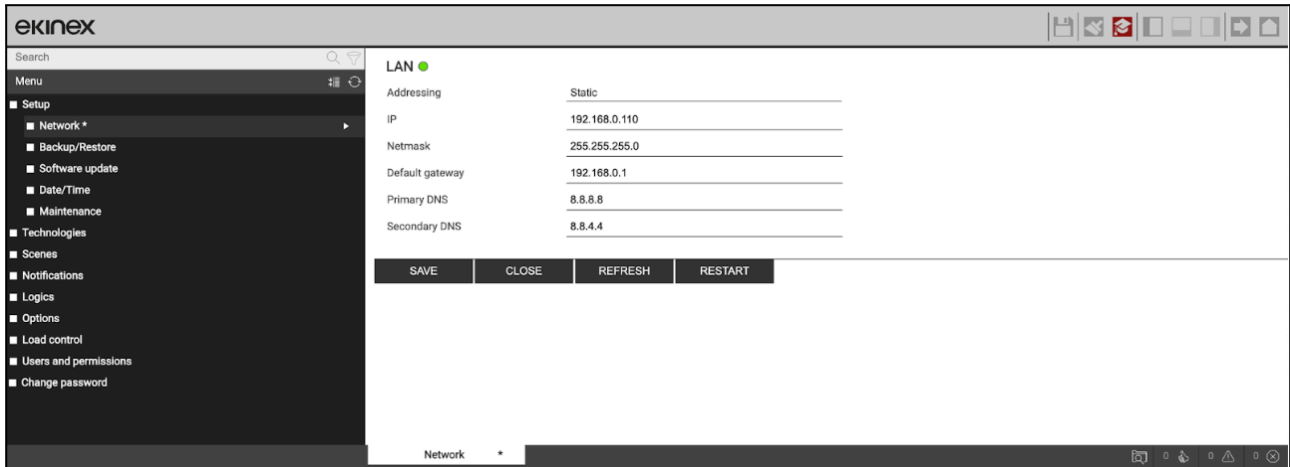 ekinex
Search
Menu
Setup
Network *
Backup/Restore
Software update
Date/Time
Maintenance
Technologies
Scenes
Notifications
Logics
Options
Load control
Users and permissions
Change password
LAN
Addressing Static
IP 192.168.0.110
Netmask 255.255.255.0
Default gateway 192.168.0.1
Primary DNS 8.8.8.8
Secondary DNS 8.8.4.4
SAVE CLOSE REFRESH RESTART
Network * 0 0 0